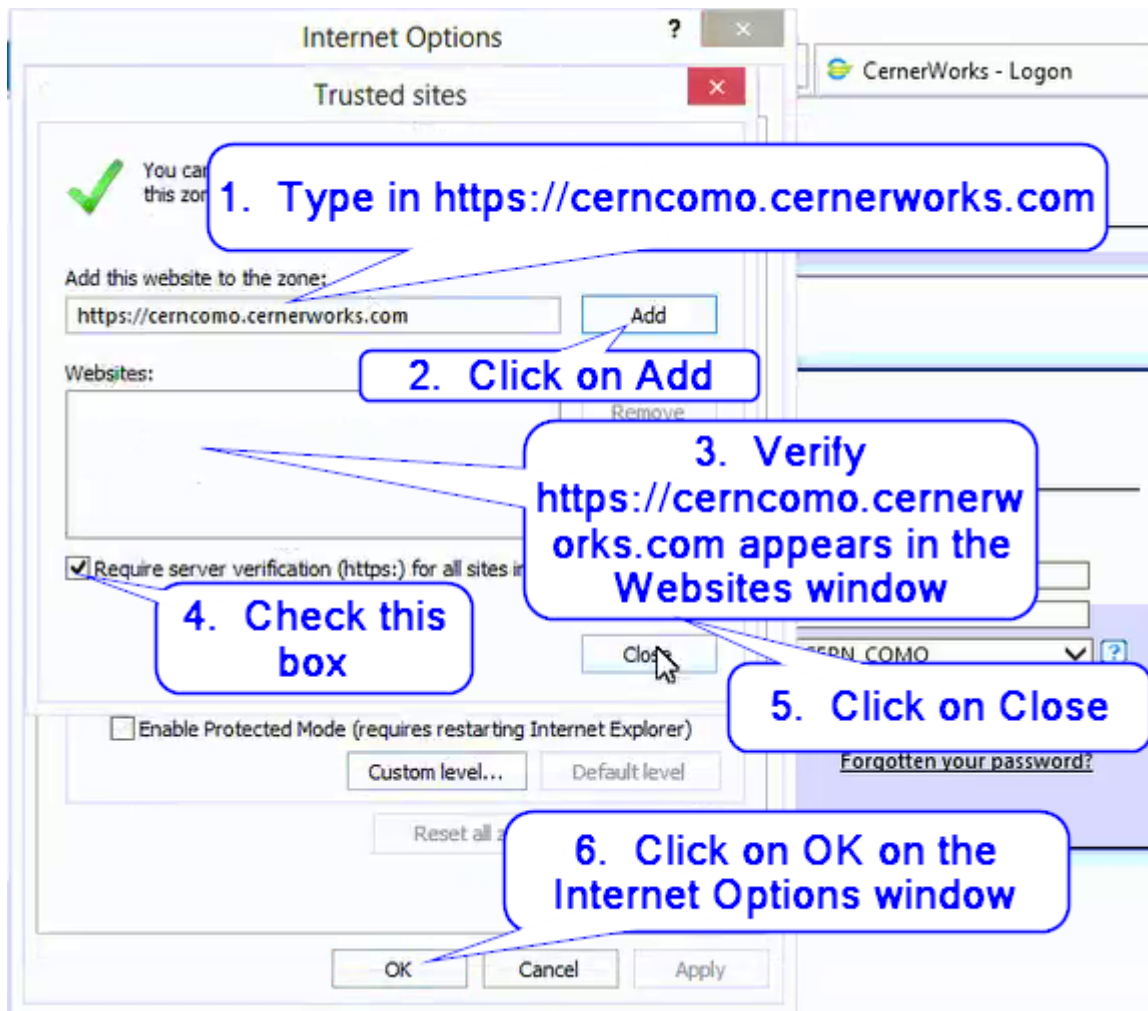 Internet Options
?
CernerWorks - Logon
Trusted sites
You can
this zon
1. Type in https://cerncomo.cernerworks.com
Add this website to the zone:
https://cerncomo.cernerworks.com
Add
2. Click on Add
Websites:
Remove
3. Verify
https://cerncomo.cernerw
orks.com appears in the
Websites window
Require server verification (https:) for all sites in
4. Check this
box
Close
CERN_COMO
?
5. Click on Close
Enable Protected Mode (requires restarting Internet Explorer)
Custom level...
Default level
Forgotten your password?
Reset all z
6. Click on OK on the
Internet Options window
OK
Cancel
Apply